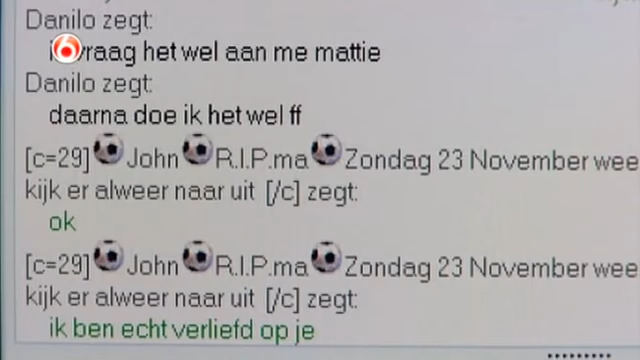 Danilo zegt:
vraag het wel aan me mattie
Danilo zegt:
daarna doe ik het wel ff
[c=29] John R.I.P.ma Zondag 23 November wee
kijk er alweer naar uit [/c] zegt:
ok
[c=29] John R.I.P.ma Zondag 23 November wee
kijk er alweer naar uit [/c] zegt:
ik ben echt verliefd op je